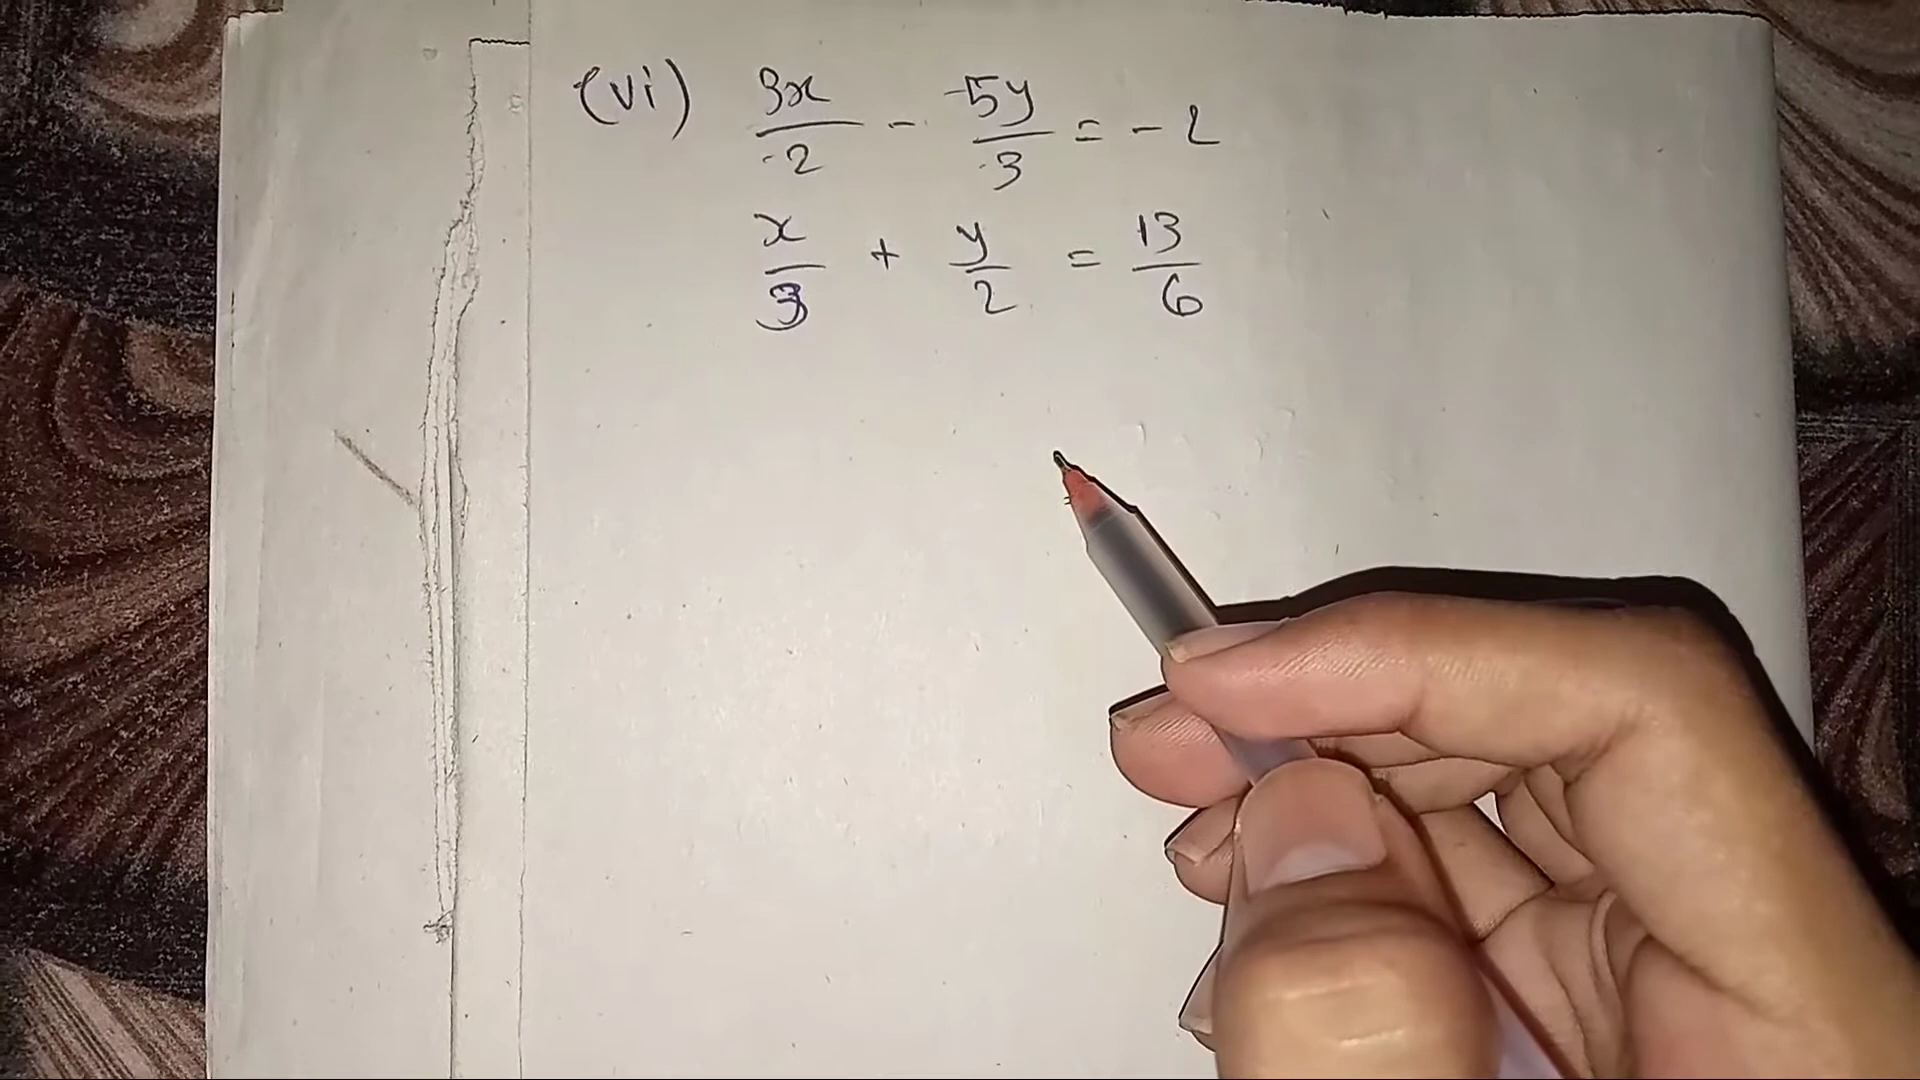 (vi) 3x/2 - 5y/3 = -2
x/3 + y/2 = 13/6